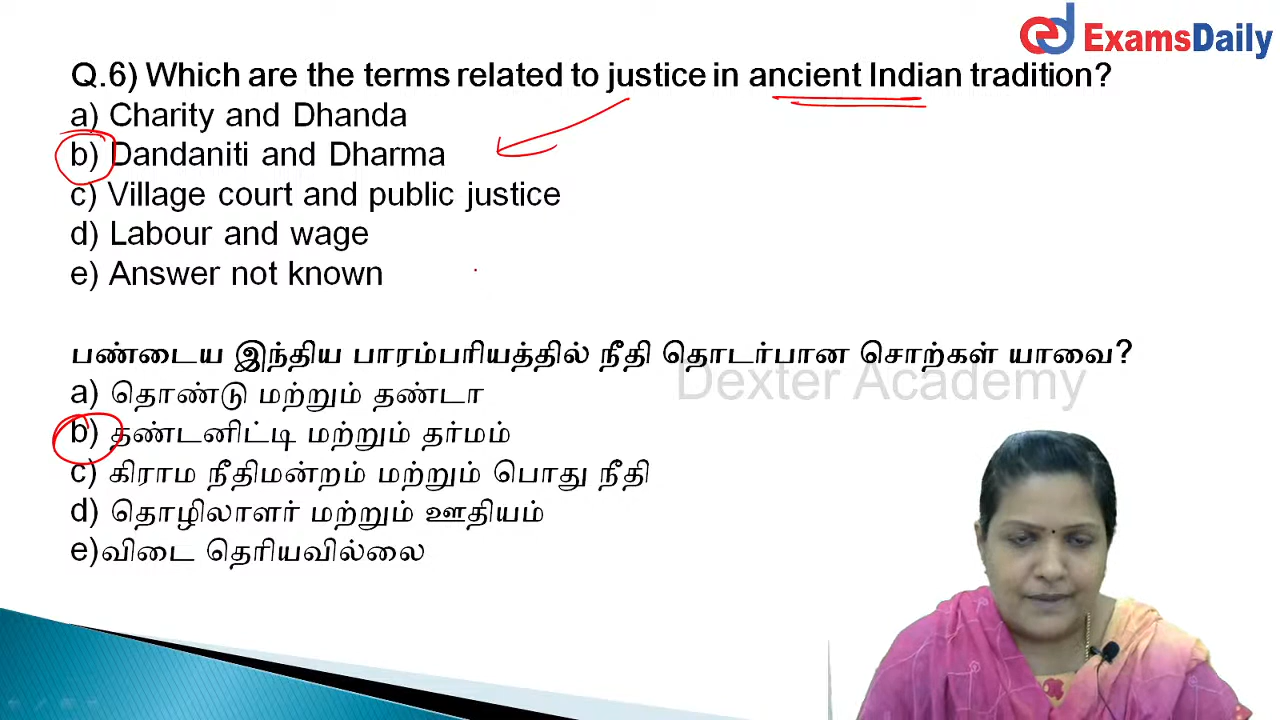 ed ExamsDaily
Q.6) Which are the terms related to justice in ancient Indian tradition?
a) Charity and Dhanda
b) Dandaniti and Dharma
c) Village court and public justice
d) Labour and wage
e) Answer not known
பண்டைய இந்திய பாரம்பரியத்தில் நீதி தொடர்பான சொற்கள் யாவை?
Dexter Academy
a) தொண்டு மற்றும் தண்டா
b) தண்டனிட்டி மற்றும் தர்மம்
c) கிராம நீதிமன்றம் மற்றும் பொது நீதி
d) தொழிலாளர் மற்றும் ஊதியம்
e)விடை தெரியவில்லை